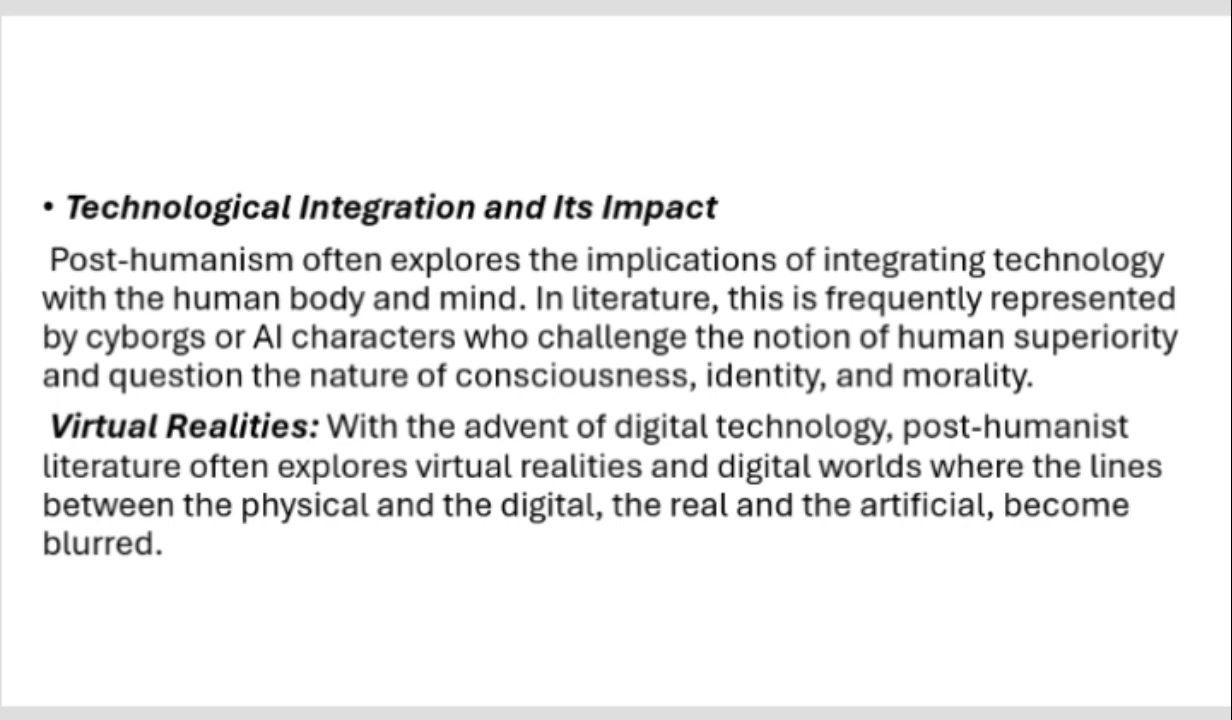 • Technological Integration and Its Impact
Post-humanism often explores the implications of integrating technology
with the human body and mind. In literature, this is frequently represented
by cyborgs or AI characters who challenge the notion of human superiority
and question the nature of consciousness, identity, and morality.
Virtual Realities: With the advent of digital technology, post-humanist
literature often explores virtual realities and digital worlds where the lines
between the physical and the digital, the real and the artificial, become
blurred.